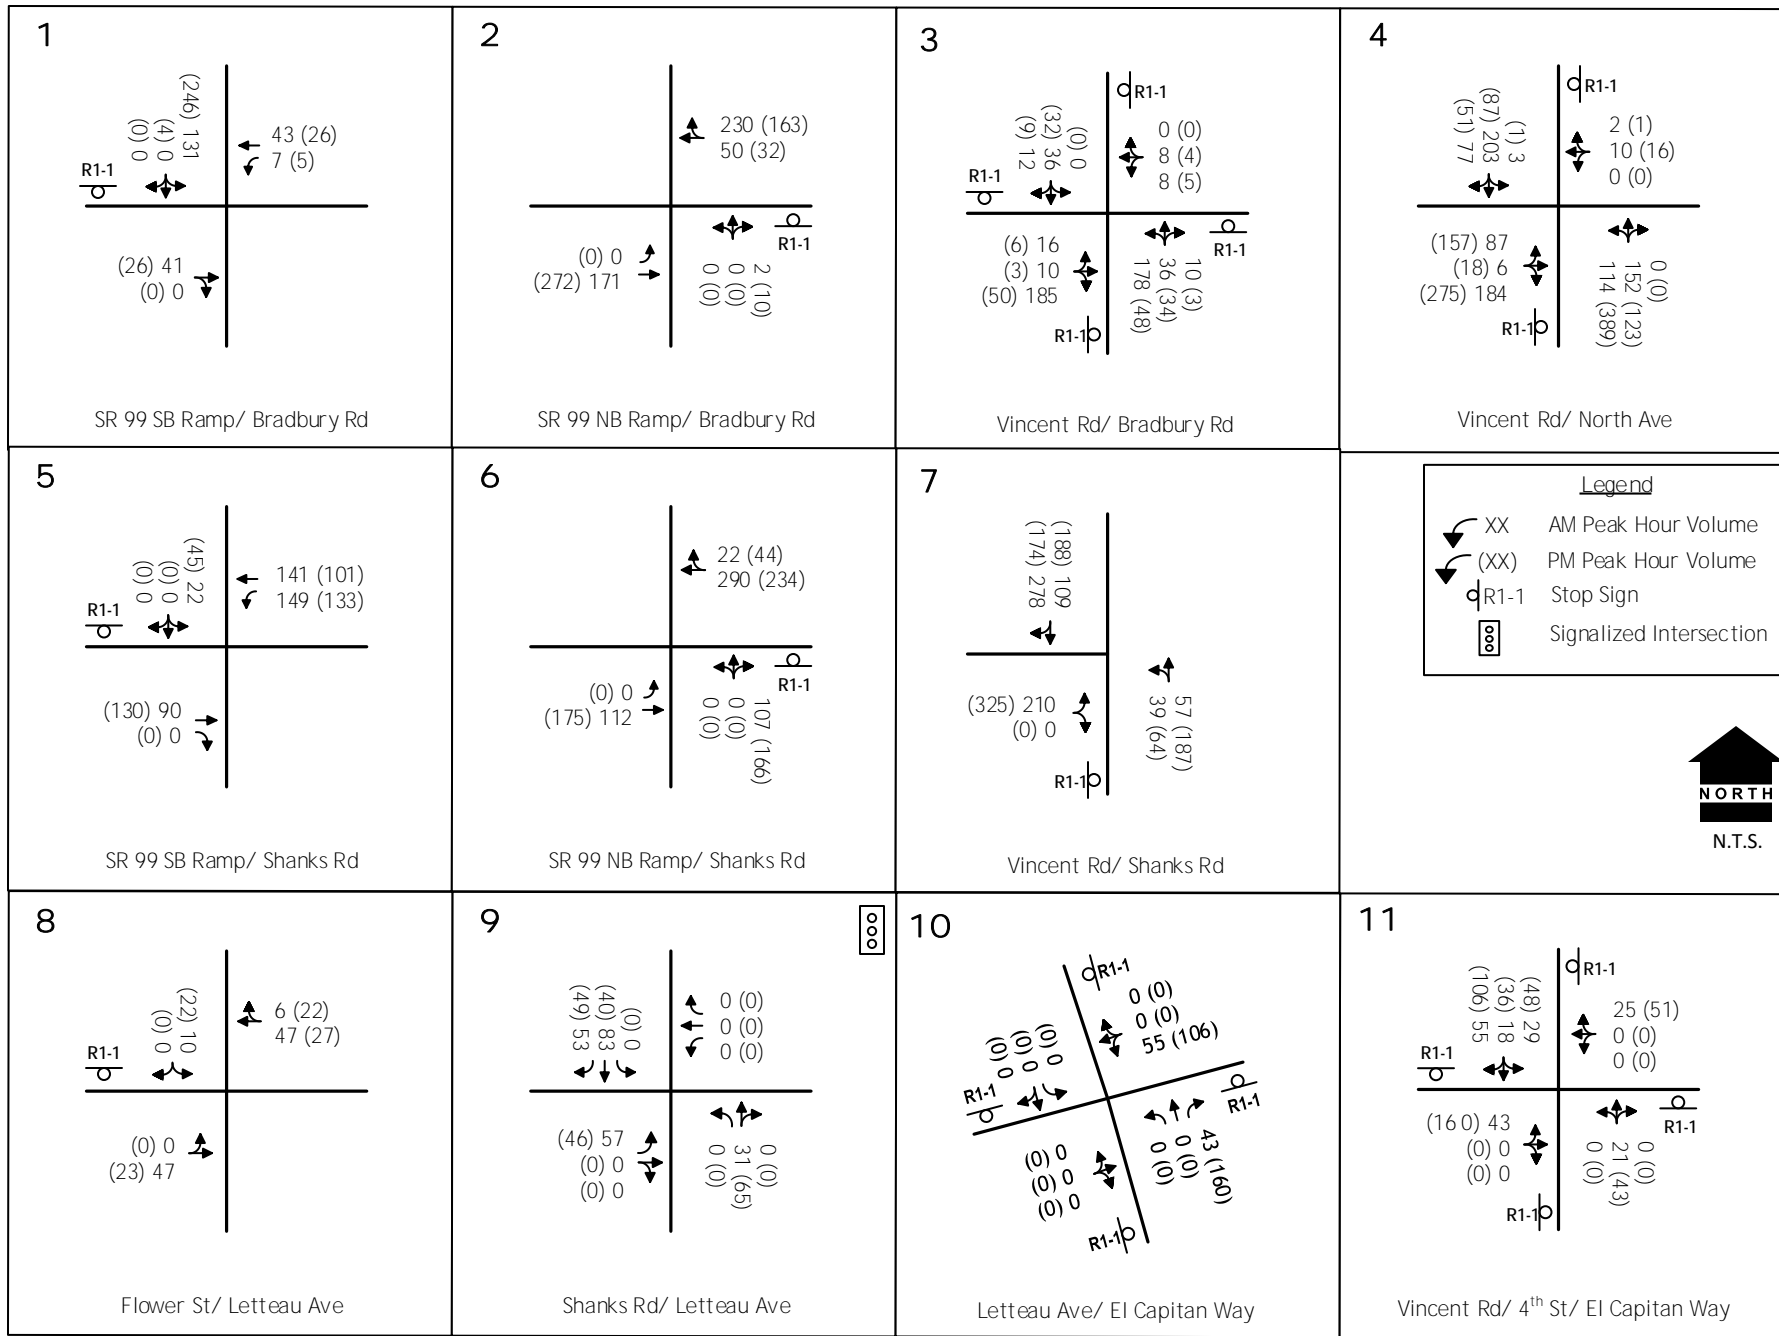 1
(246) 131
(4) 0
(0) 0
43 (26)
7 (5)
R1-1
(26) 41
(0) 0
SR 99 SB Ramp/ Bradbury Rd
2
230 (163)
50 (32)
(0) 0
(272) 171
R1-1
2 (10)
0 (0)
0 (0)
SR 99 NB Ramp/ Bradbury Rd
3
R1-1
(0) 0
(32) 36
(9) 12
0 (0)
8 (4)
8 (5)
R1-1
R1-1
(6) 16
(3) 10
(50) 185
10 (3)
36 (34)
178 (48)
R1-1
Vincent Rd/ Bradbury Rd
4
R1-1
(1) 3
(87) 203
(51) 77
2 (1)
10 (16)
0 (0)
(157) 87
(18) 6
(275) 184
0 (0)
152 (123)
114 (389)
R1-1
Vincent Rd/ North Ave
5
(45) 22
(0) 0
(0) 0
141 (101)
149 (133)
R1-1
(130) 90
(0) 0
SR 99 SB Ramp/ Shanks Rd
6
22 (44)
290 (234)
(0) 0
(175) 112
R1-1
107 (166)
0 (0)
0 (0)
SR 99 NB Ramp/ Shanks Rd
7
(188) 109
(174) 278
(325) 210
(0) 0
57 (187)
39 (64)
R1-1
Vincent Rd/ Shanks Rd
Legend
XX AM Peak Hour Volume
(XX) PM Peak Hour Volume
R1-1 Stop Sign
Signalized Intersection
NORTH
N.T.S.
8
(22) 10
(0) 0
6 (22)
47 (27)
R1-1
(0) 0
(23) 47
Flower St/ Letteau Ave
9
(0) 0
(40) 83
(49) 53
0 (0)
0 (0)
0 (0)
(46) 57
(0) 0
(0) 0
0 (0)
31 (65)
0 (0)
Shanks Rd/ Letteau Ave
10
R1-1
(0) 0
(0) 0
(0) 0
0 (0)
0 (0)
55 (106)
R1-1
R1-1
(0) 0
(0) 0
(0) 0
43 (160)
0 (0)
0 (0)
R1-1
Letteau Ave/ El Capitan Way
11
R1-1
(48) 29
(36) 18
(106) 55
25 (51)
0 (0)
0 (0)
R1-1
R1-1
(16 0) 43
(0) 0
(0) 0
0 (0)
21 (43)
0 (0)
R1-1
Vincent Rd/ 4th St/ El Capitan Way